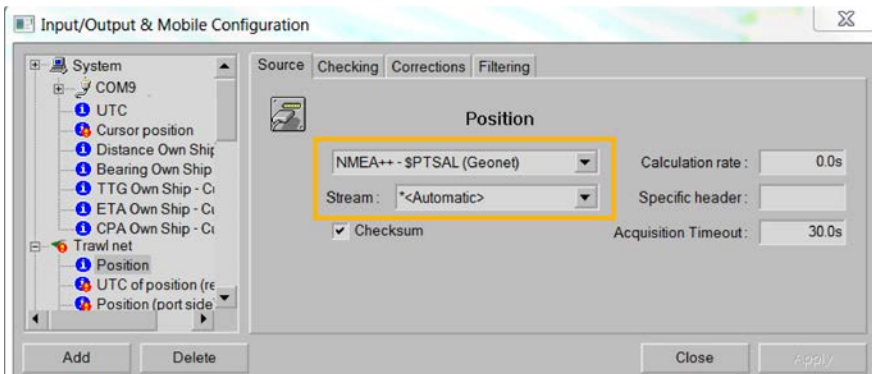 Input/Output & Mobile Configuration
System
COM9
UTC
Cursor position
Distance Own Ship
Bearing Own Ship
TTG Own Ship - Cu
ETA Own Ship - Cu
CPA Own Ship - Cu
Trawl net
Position
UTC of position (re
Position (port side
Source Checking Corrections Filtering
Position
NMEA++ - $PTSAL (Geonet) Calculation rate : 0.0s
Stream : *<Automatic> Specific header :
Checksum Acquisition Timeout : 30.0s
Add Delete Close Apply